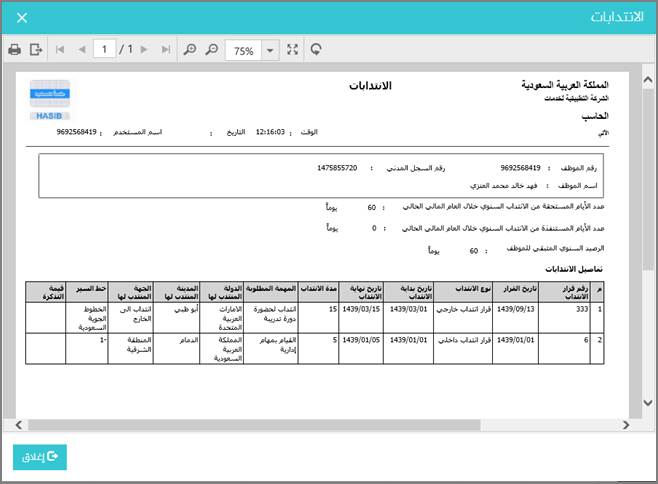 الانتدابات
1 / 1
75%
المملكة العربية السعودية
الشركة التطبيقية لخدمات
الحاسب
الآلي
الانتدابات
HASIB
الوقت : 12:16:03 التاريخ : اسم المستخدم : 9692568419
رقم الموظف : 9692568419 رقم السجل المدني : 1475855720
اسم الموظف : فهد خالد محمد العنزي
عدد الأيام المستحقة من الانتداب السنوي خلال العام المالي الحالي : 60 يوماً
عدد الأيام المستنفذة من الانتداب السنوي خلال العام المالي الحالي : 0 يوماً
الرصيد السنوي المتبقي للموظف : 60 يوماً
تفاصيل الانتدابات
م رقم قرار الانتداب تاريخ القرار نوع الانتداب تاريخ بداية الانتداب تاريخ نهاية الانتداب مدة الانتداب المهمة المطلوبة الدولة المنتدب لها المدينة المنتدب لها الجهة المنتدب لها خط السير قيمة التذكرة
1 333 1439/09/13 قرار انتداب خارجي 1439/03/01 1439/03/15 15 انتداب لحضورة دورة تدريبة الامارات العربية المتحدة أبو ظبي انتداب الى الخارج الخطوط الجوية السعودية
2 6 1439/01/01 قرار انتداب داخلي 1439/01/01 1439/01/05 5 القيام بمهام إدارية المملكة العربية السعودية الدمام المنطقة الشرقية -1
إغلاق